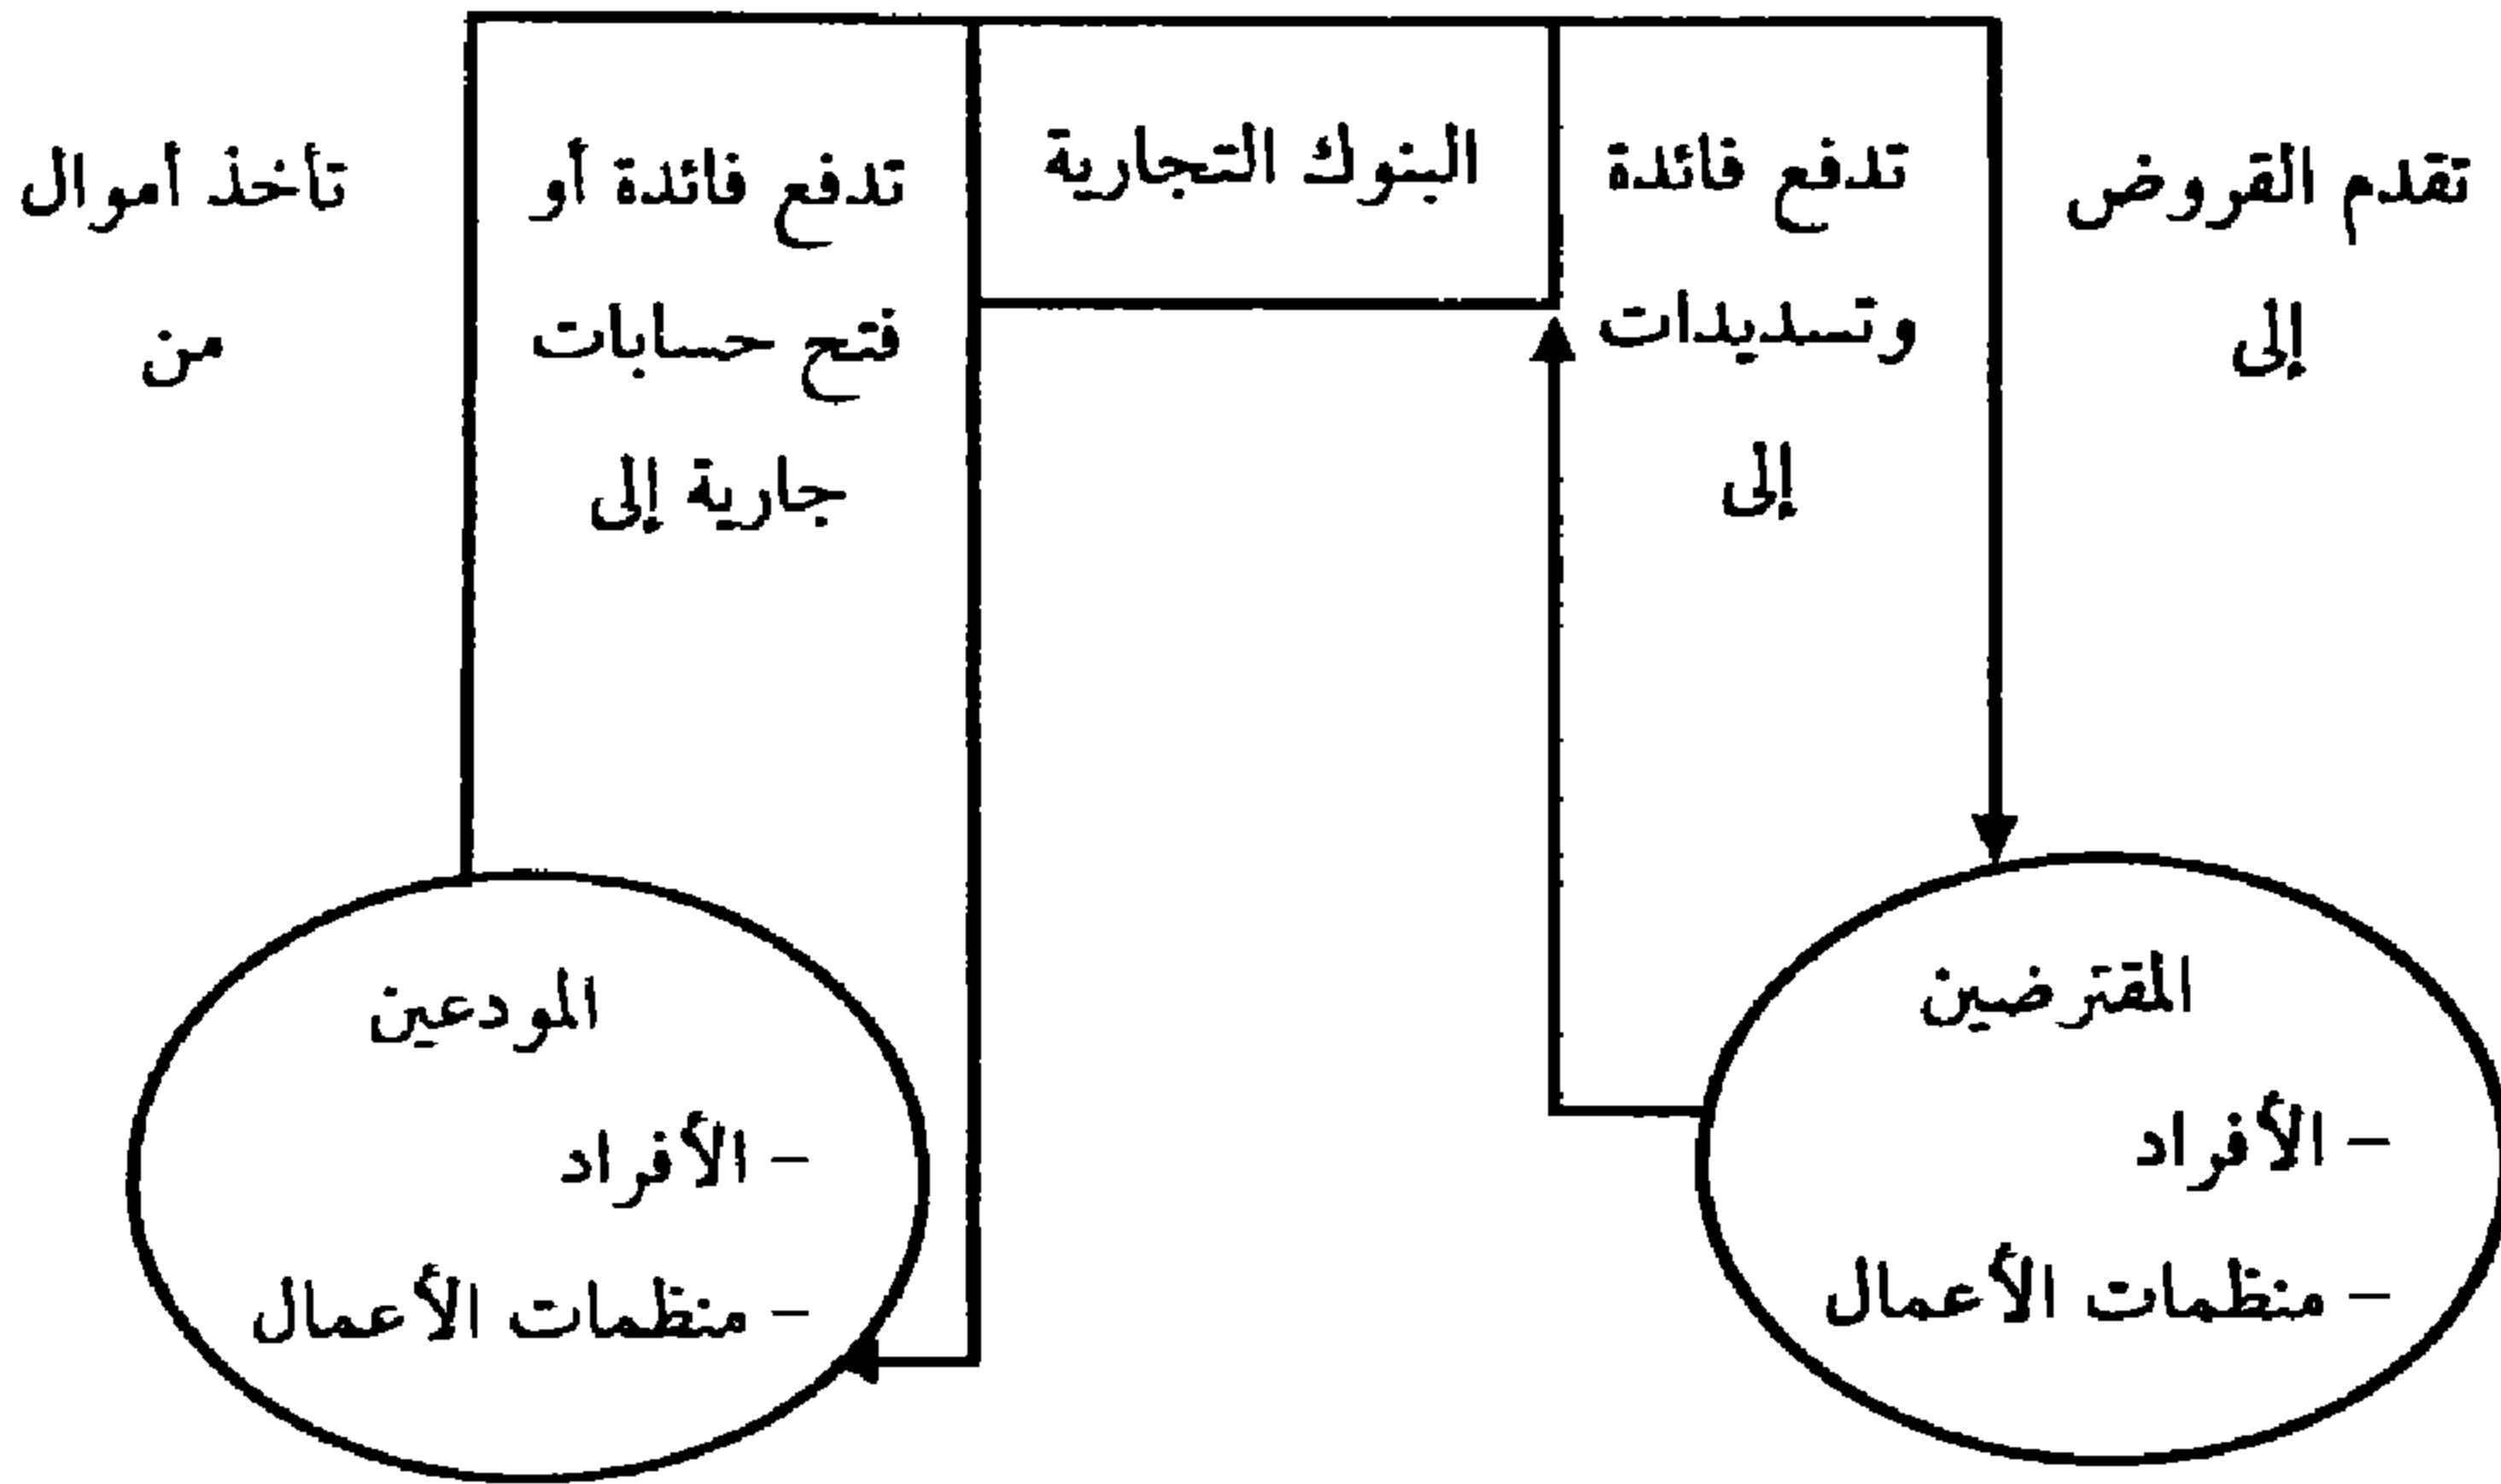 تقدم القروض
إلى
تدفع فائدة
وتسديدات
إلى
البنوك التجارية
تدفع فائدة أو
فتح حسابات
جارية إلى
تأخذ أموال
من
المقترضين
– الأفراد
– منظمات الأعمال
المودعين
– الأفراد
– منظمات الأعمال